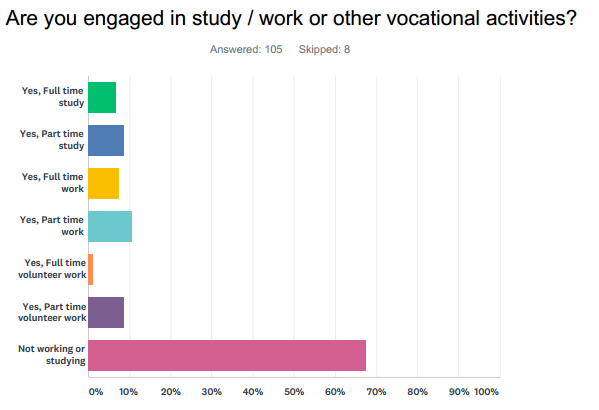 Are you engaged in study / work or other vocational activities?
Answered: 105 Skipped: 8
Yes, Full time
study
Yes, Part time
study
Yes, Full time
work
Yes, Part time
work
Yes, Full time
volunteer work
Yes, Part time
volunteer work
Not working or
studying
0% 10% 20% 30% 40% 50% 60% 70% 80% 90% 100%